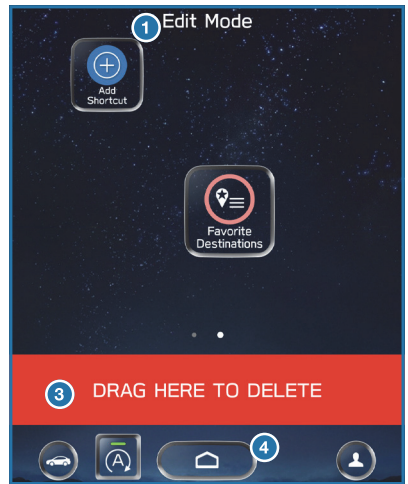 1
Edit Mode
Add
Shortcut
Favorite
Destinations
3
DRAG HERE TO DELETE
4
A